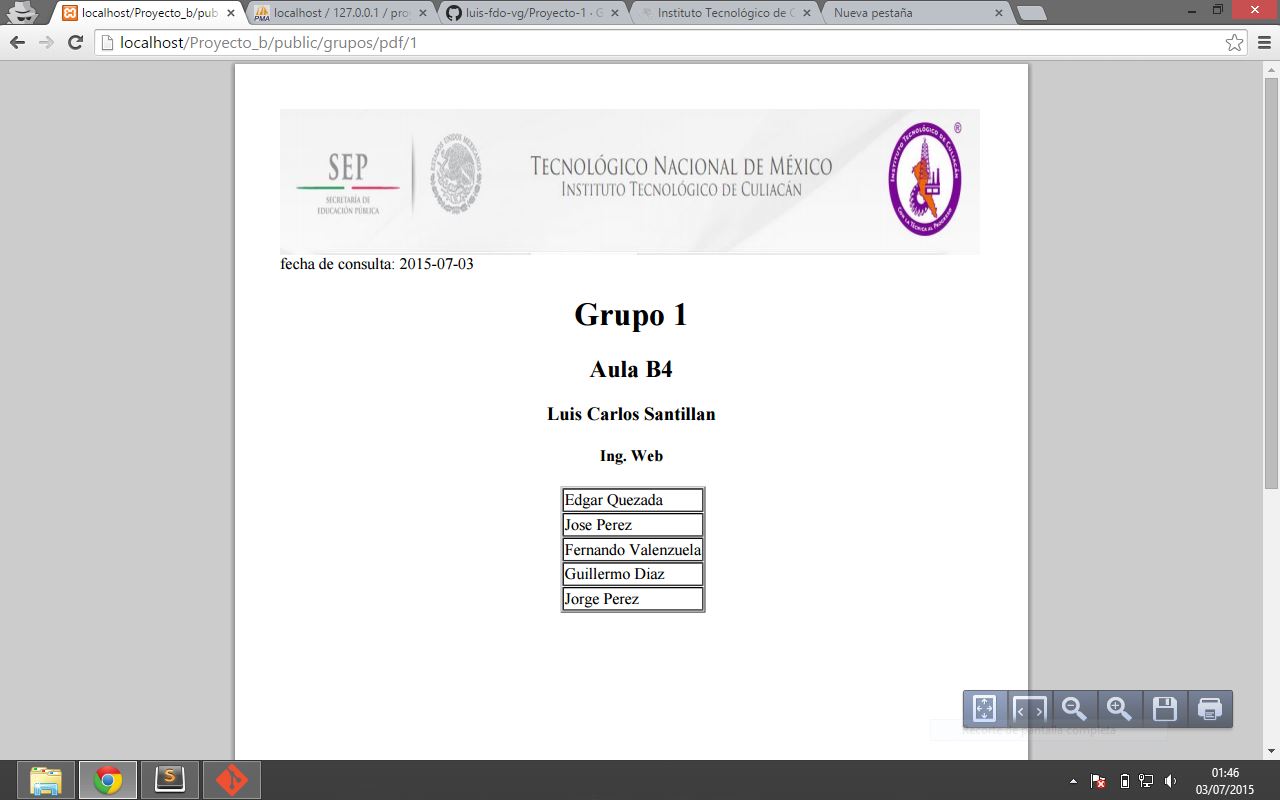 localhost/Proyecto_b/pub
localhost / 127.0.0.1 / pro
luis-fdo-vg/Proyecto-1 · G
Instituto Tecnológico de C
Nueva pestaña
localhost/Proyecto_b/public/grupos/pdf/1
SEP
SECRETARÍA DE
EDUCACIÓN PÚBLICA
ESTADOS UNIDOS MEXICANOS
TECNOLÓGICO NACIONAL DE MÉXICO
INSTITUTO TECNOLÓGICO DE CULIACÁN
INSTITUTO TECNOLÓGICO DE CULIACÁN
CON LA TÉCNICA AL PROGRESO
®
fecha de consulta: 2015-07-03
Grupo 1
Aula B4
Luis Carlos Santillan
Ing. Web
Edgar Quezada
Jose Perez
Fernando Valenzuela
Guillermo Diaz
Jorge Perez
Recorte de pantalla completa
01:46
03/07/2015